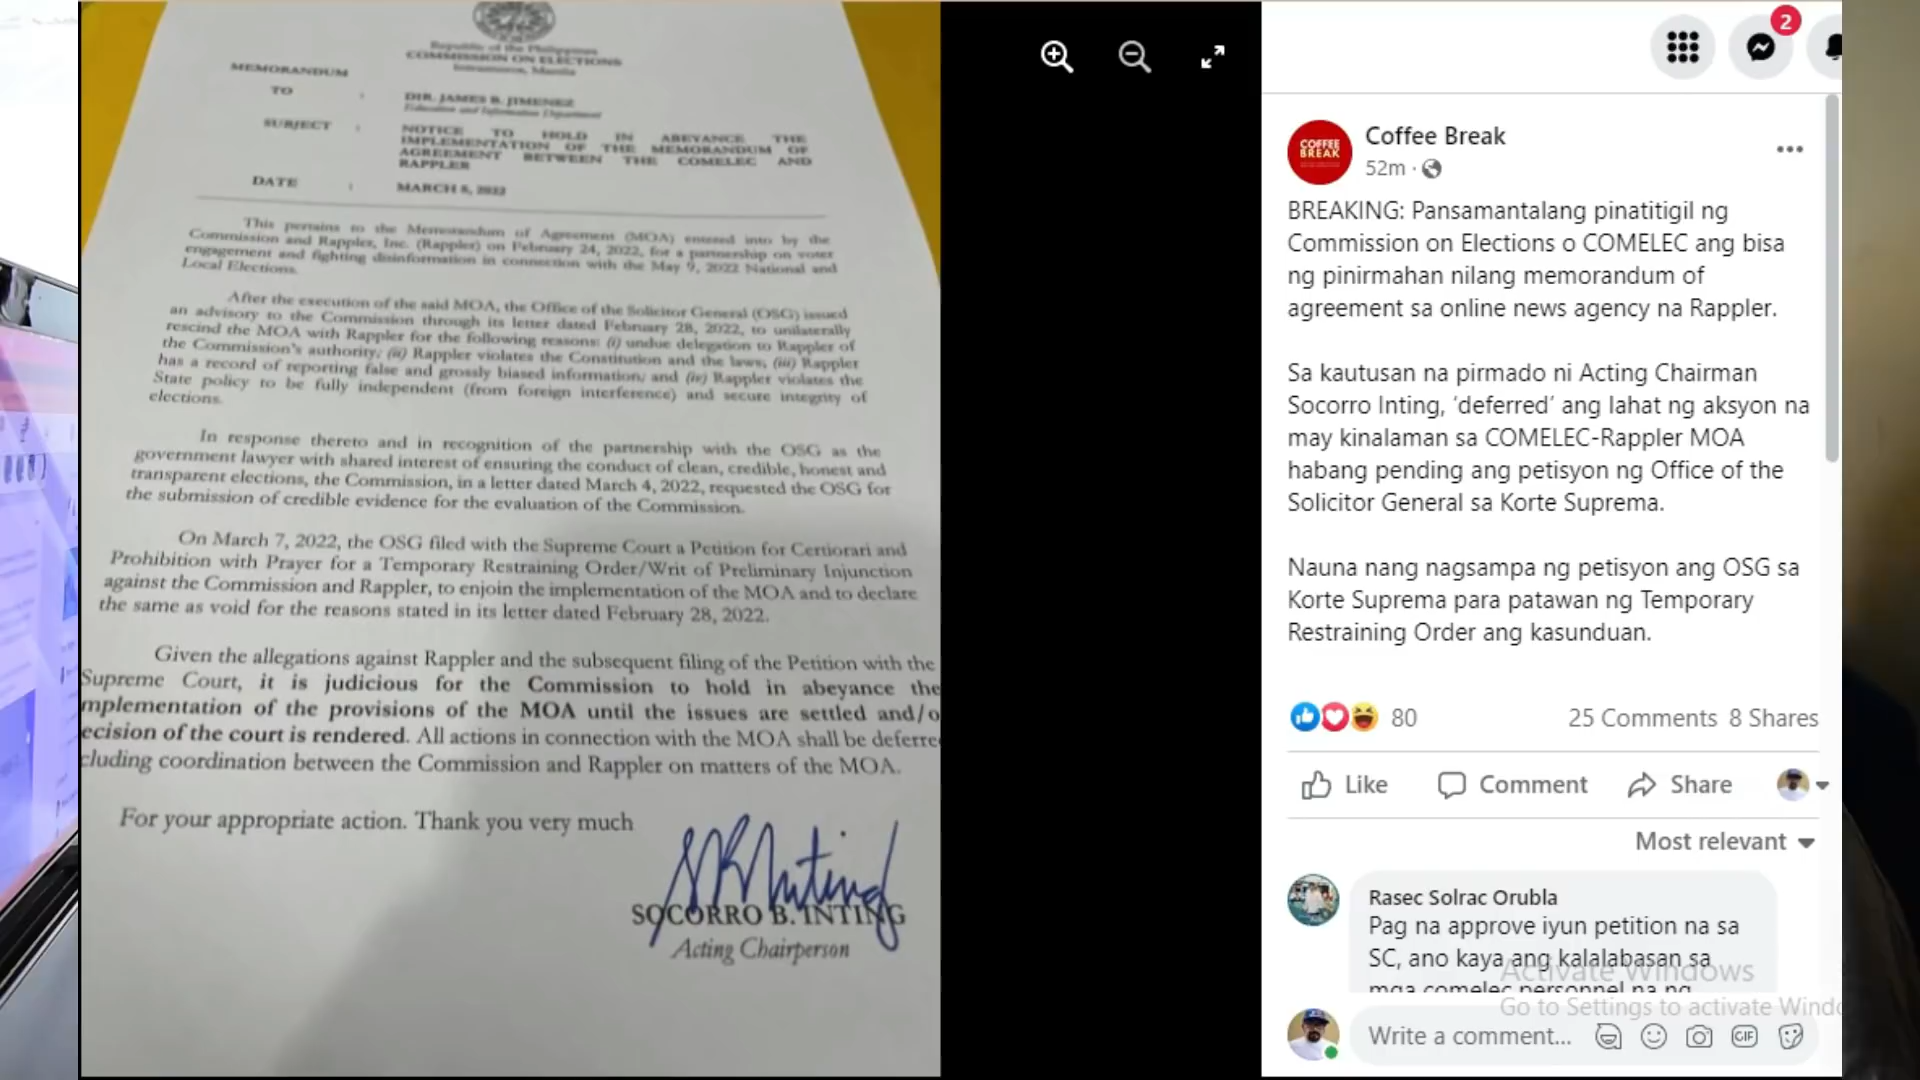 Republic of the Philippines
COMMISSION ON ELECTIONS
Intramuros, Manila
MEMORANDUM
TO : DIR. JAMES B. JIMENEZ
Education and Information Department
SUBJECT : NOTICE TO HOLD IN ABEYANCE THE
IMPLEMENTATION OF THE MEMORANDUM OF
AGREEMENT BETWEEN THE COMELEC AND
RAPPLER
DATE : MARCH 8, 2022
This pertains to the Memorandum of Agreement (MOA) entered into by the
Commission and Rappler, Inc. (Rappler) on February 24, 2022, for a partnership on voter
engagement and fighting disinformation in connection with the May 9, 2022 National and
Local Elections.
After the execution of the said MOA, the Office of the Solicitor General (OSG) issued
an advisory to the Commission through its letter dated February 28, 2022, to unilaterally
rescind the MOA with Rappler for the following reasons: (i) undue delegation to Rappler of
the Commission's authority; (ii) Rappler violates the Constitution and the laws; (iii) Rappler
has a record of reporting false and grossly biased information; and (iv) Rappler violates the
State policy to be fully independent (from foreign interference) and secure integrity of
elections.
In response thereto and in recognition of the partnership with the OSG as the
government lawyer with shared interest of ensuring the conduct of clean, credible, honest and
transparent elections, the Commission, in a letter dated March 4, 2022, requested the OSG for
the submission of credible evidence for the evaluation of the Commission.
On March 7, 2022, the OSG filed with the Supreme Court a Petition for Certiorari and
Prohibition with Prayer for a Temporary Restraining Order/Writ of Preliminary Injunction
against the Commission and Rappler, to enjoin the implementation of the MOA and to declare
the same as void for the reasons stated in its letter dated February 28, 2022.
Given the allegations against Rappler and the subsequent filing of the Petition with the
Supreme Court, it is judicious for the Commission to hold in abeyance the
mplementation of the provisions of the MOA until the issues are settled and/o
ecision of the court is rendered. All actions in connection with the MOA shall be deferre
cluding coordination between the Commission and Rappler on matters of the MOA.
For your appropriate action. Thank you very much
SOCORRO B. INTING
Acting Chairperson
2
COFFEE
BREAK
Coffee Break
52m ·
BREAKING: Pansamantalang pinatitigil ng
Commission on Elections o COMELEC ang bisa
ng pinirmahan nilang memorandum of
agreement sa online news agency na Rappler.
Sa kautusan na pirmado ni Acting Chairman
Socorro Inting, ‘deferred’ ang lahat ng aksyon na
may kinalaman sa COMELEC-Rappler MOA
habang pending ang petisyon ng Office of the
Solicitor General sa Korte Suprema.
Nauna nang nagsampa ng petisyon ang OSG sa
Korte Suprema para patawan ng Temporary
Restraining Order ang kasunduan.
80 25 Comments 8 Shares
Like Comment Share
Most relevant
Rasec Solrac Orubla
Pag na approve iyun petition na sa
SC, ano kaya ang kalalabasan sa
mga comelec personnel na ng
Activate Windows
Go to Settings to activate Windo
Write a comment...
GIF